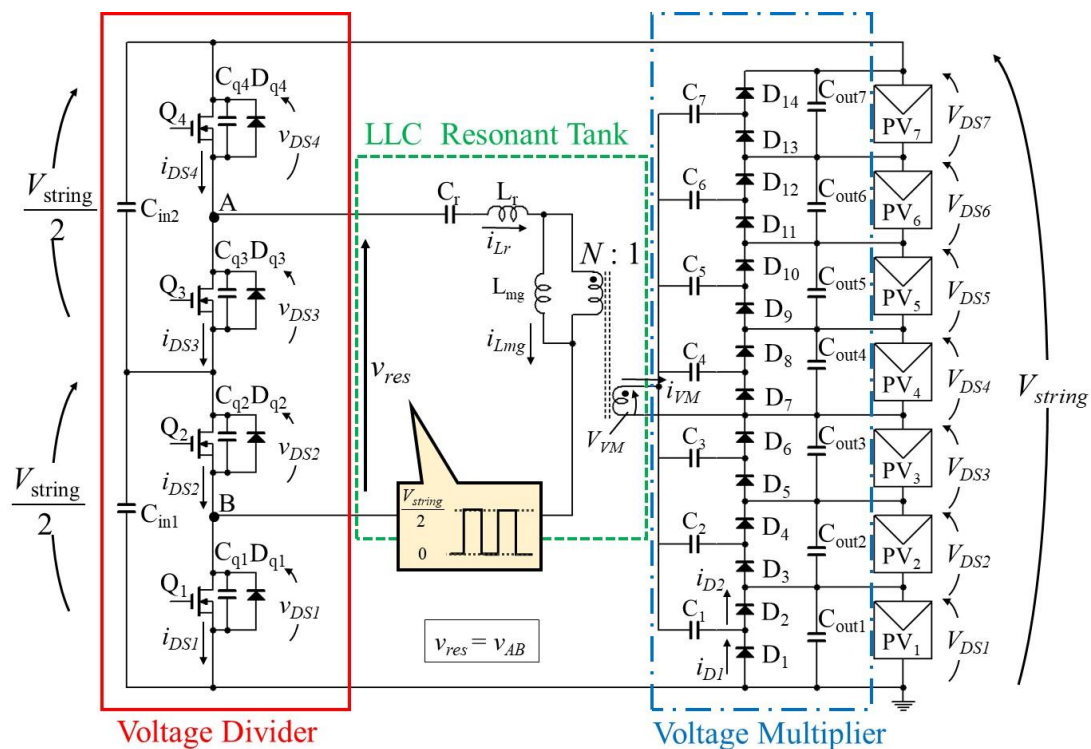 V_string/2
V_string/2
C_in2
C_in1
Q4
C_q4 D_q4
v_DS4
i_DS4
A
Q3
C_q3 D_q3
v_DS3
i_DS3
Q2
C_q2 D_q2
v_DS2
i_DS2
B
Q1
C_q1 D_q1
v_DS1
i_DS1
Voltage Divider
LLC Resonant Tank
C_r
L_r
i_Lr
N : 1
L_mg
i_Lmg
v_res
i_VM
V_VM
V_string/2
0
v_res = v_AB
C7
C6
C5
C4
C3
C2
C1
D14
D13
D12
D11
D10
D9
D8
D7
D6
D5
D4
D3
i_D2
D2
i_D1
D1
C_out7
C_out6
C_out5
C_out4
C_out3
C_out2
C_out1
PV7
PV6
PV5
PV4
PV3
PV2
PV1
V_DS7
V_DS6
V_DS5
V_DS4
V_DS3
V_DS2
V_DS1
V_string
Voltage Multiplier